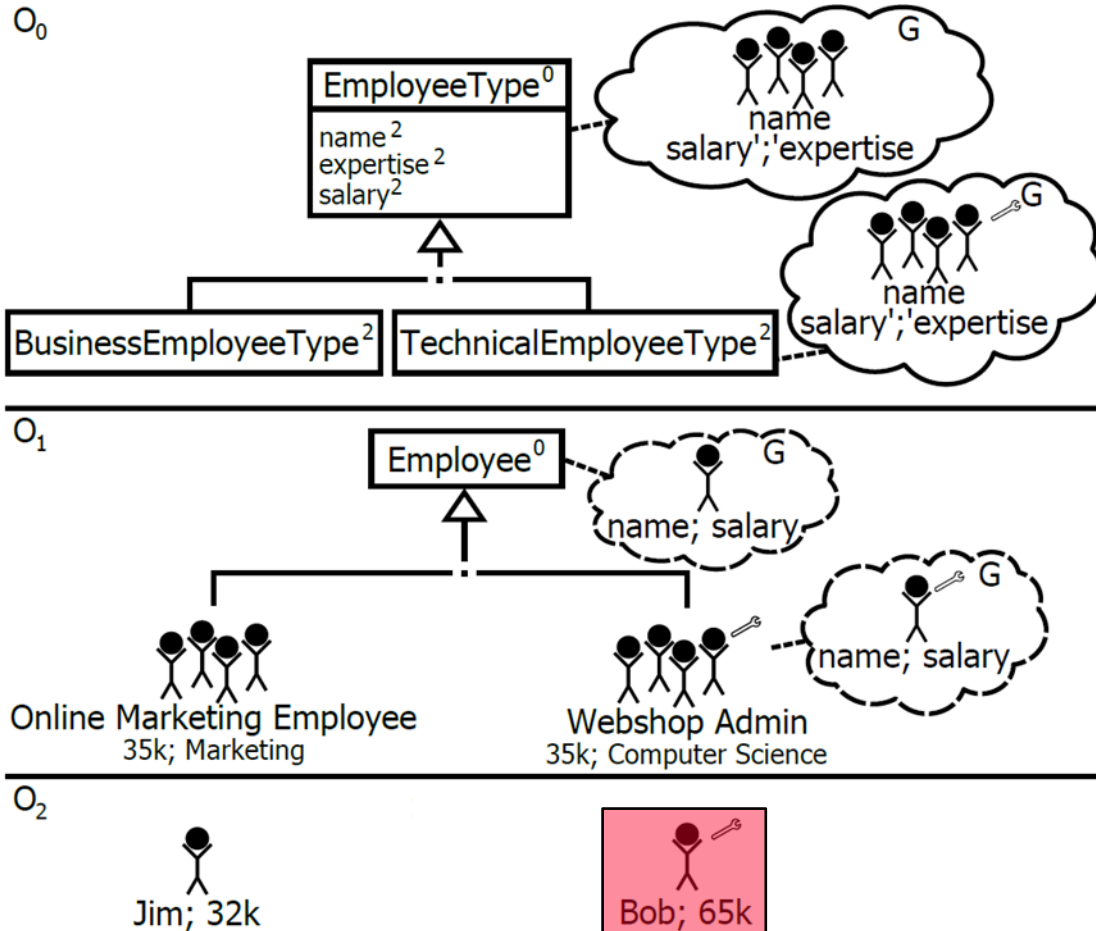 O₀
G
EmployeeType⁰
name
salary';'expertise
name²
expertise²
salary²
G
name
salary';'expertise
BusinessEmployeeType²
TechnicalEmployeeType²
O₁
Employee⁰
G
name; salary
G
name; salary
Online Marketing Employee
35k; Marketing
Webshop Admin
35k; Computer Science
O₂
Jim; 32k
Bob; 65k